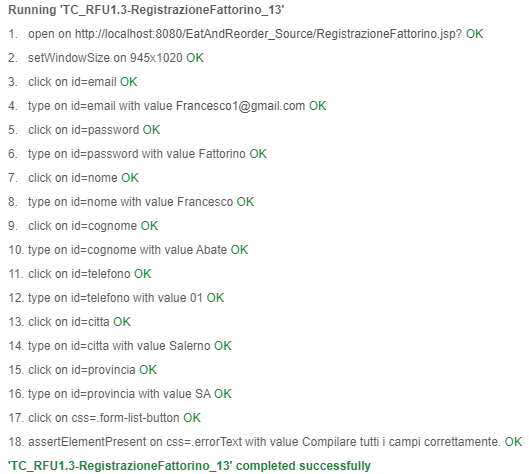 Running 'TC_RFU1.3-RegistrazioneFattorino_13'
1. open on http://localhost:8080/EatAndReorder_Source/RegistrazioneFattorino.jsp? OK
2. setWindowSize on 945x1020 OK
3. click on id=email OK
4. type on id=email with value Francesco1@gmail.com OK
5. click on id=password OK
6. type on id=password with value Fattorino OK
7. click on id=nome OK
8. type on id=nome with value Francesco OK
9. click on id=cognome OK
10. type on id=cognome with value Abate OK
11. click on id=telefono OK
12. type on id=telefono with value 01 OK
13. click on id=citta OK
14. type on id=citta with value Salerno OK
15. click on id=provincia OK
16. type on id=provincia with value SA OK
17. click on css=.form-list-button OK
18. assertElementPresent on css=.errorText with value Compilare tutti i campi correttamente. OK
'TC_RFU1.3-RegistrazioneFattorino_13' completed successfully